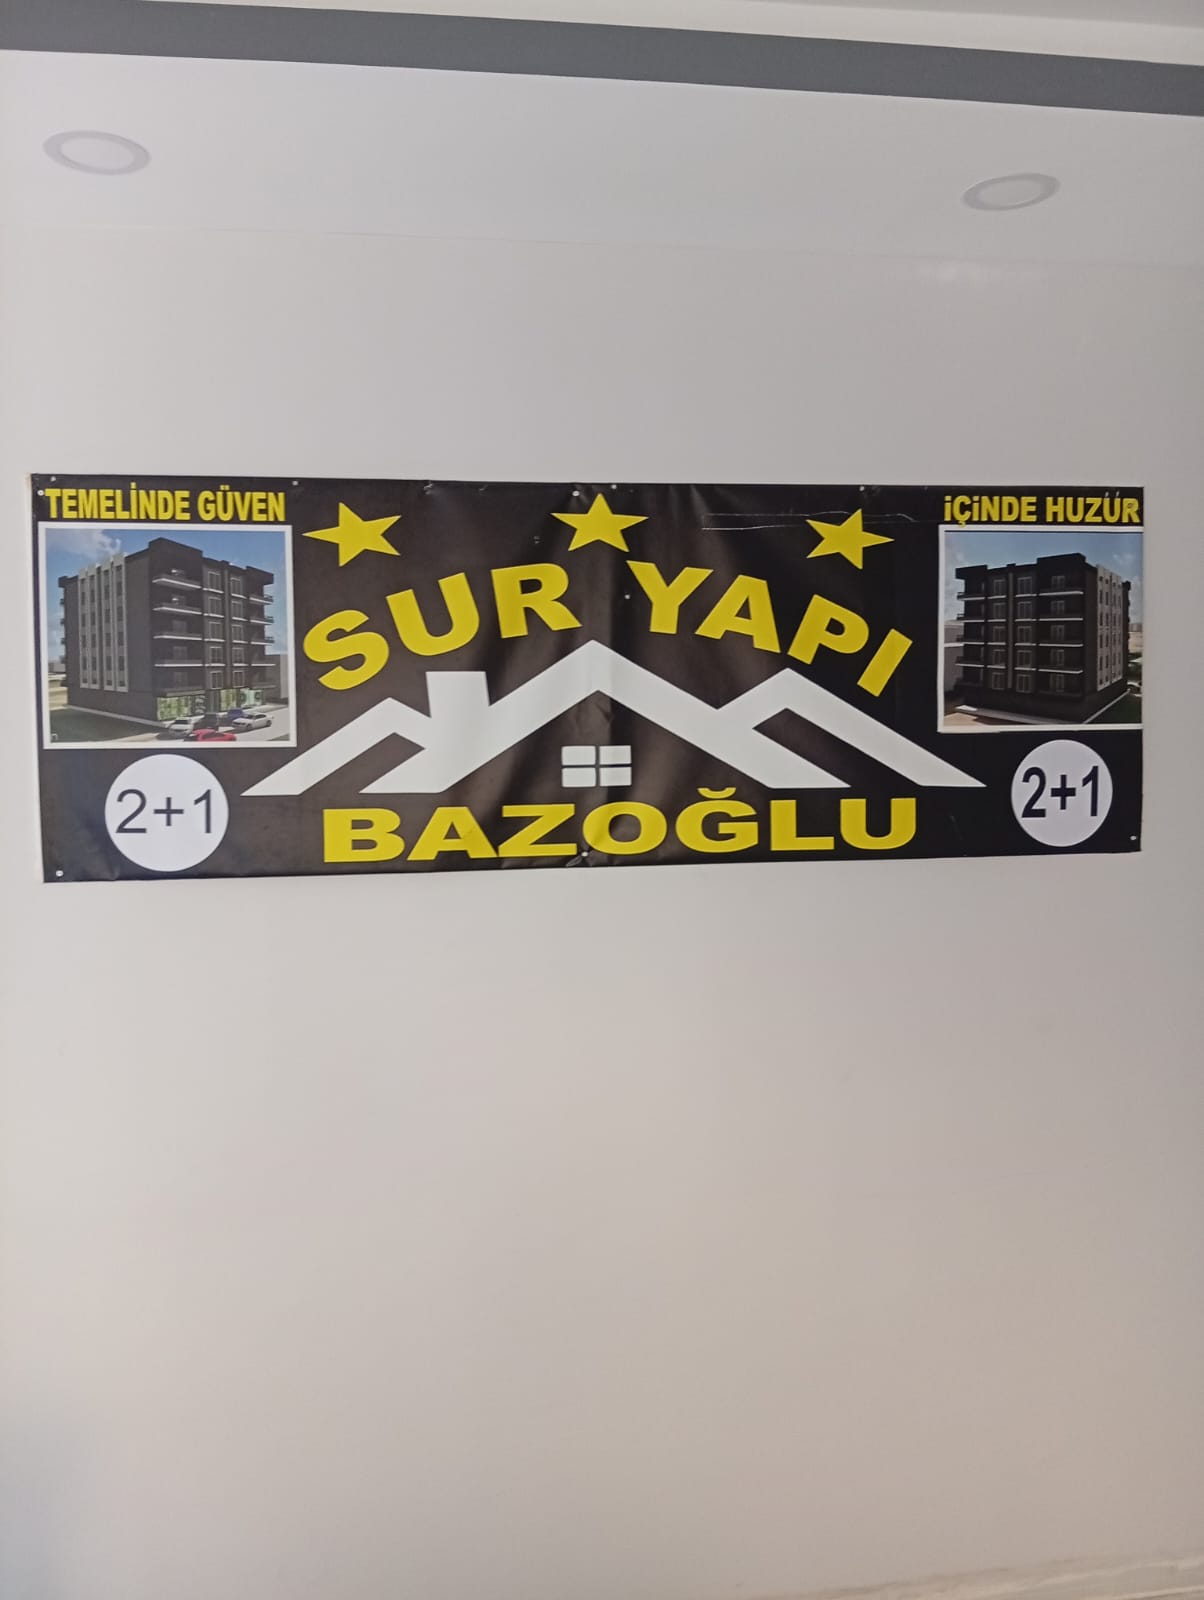 TEMELİNDE GÜVEN
İÇİNDE HUZUR
SUR YAPI
BAZOĞLU
2+1
2+1